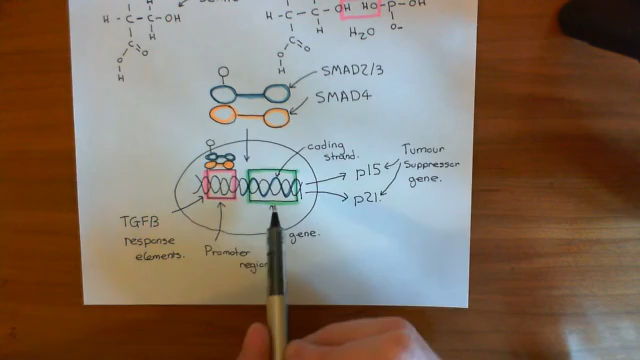 H - C - C - OH
H
O
H
OH HO - P - OH
H - C - C -
H₂O
O-
O
H
SMAD2/3
SMAD4
coding
strand.
p15
p21.
Tumour
Suppressor
gene.
TGFB
response
elements.
Promoter
region
gene.